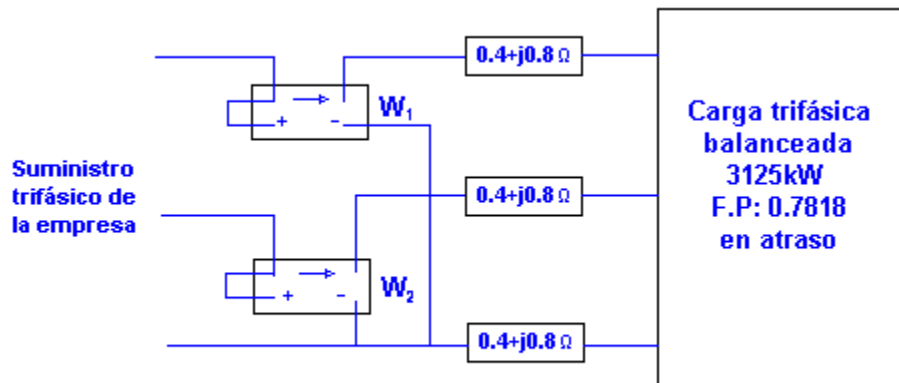 0.4+j0.8 Ω
+ −
W1
Carga trifásica
balanceada
3125kW
F.P: 0.7818
en atraso
Suministro
trifásico de
la empresa
0.4+j0.8 Ω
+ −
W2
0.4+j0.8 Ω